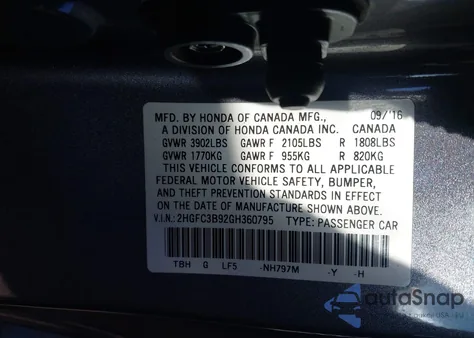 MFD. BY HONDA OF CANADA MFG., 09/'16
A DIVISION OF HONDA CANADA INC. CANADA
GVWR 3902LBS GAWR F 2105LBS R 1808LBS
GVWR 1770KG GAWR F 955KG R 820KG
THIS VEHICLE CONFORMS TO ALL APPLICABLE
FEDERAL MOTOR VEHICLE SAFETY, BUMPER,
AND THEFT PREVENTION STANDARDS IN EFFECT
ON THE DATE OF MANUFACTURE SHOWN ABOVE.
V.I.N.: 2HGFC3B92GH360795 TYPE: PASSENGER CAR
TBH G LF5 -NH797M -Y -H
autoSnap